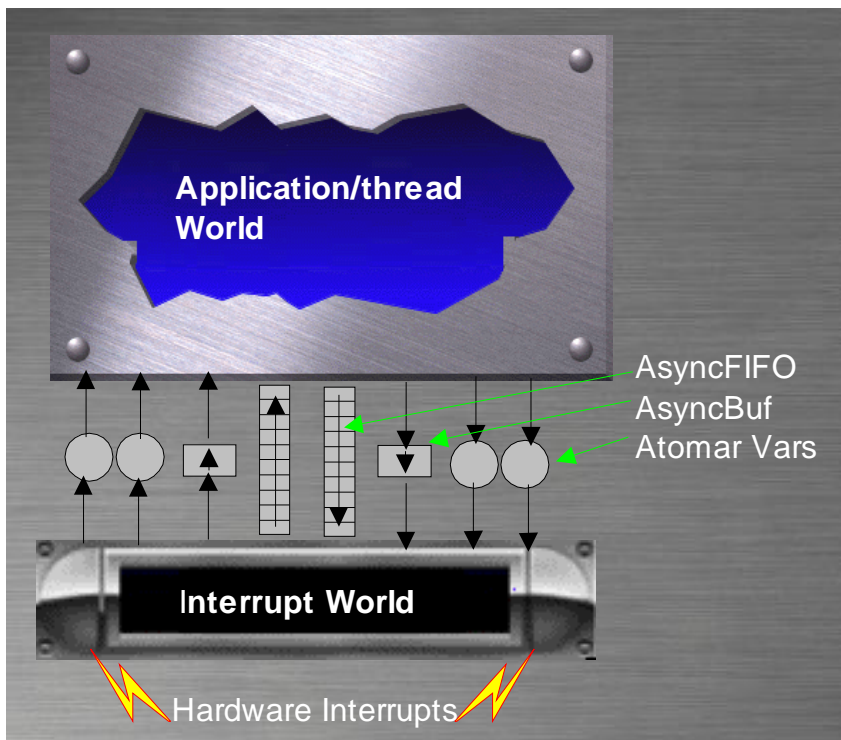 Application/thread
World
AsyncFIFO
AsyncBuf
Atomar Vars
Interrupt World
Hardware Interrupts